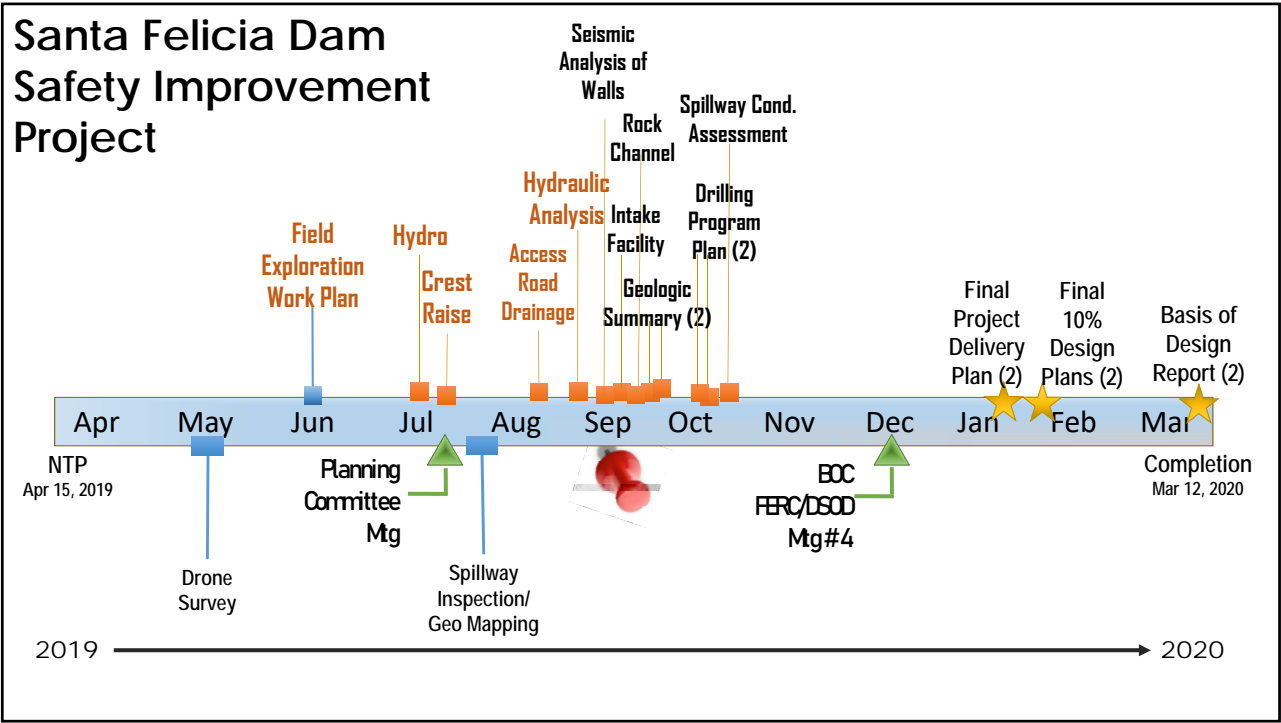 Santa Felicia Dam
Safety Improvement
Project
Seismic
Analysis of
Walls
Rock
Channel
Spillway Cond.
Assessment
Hydraulic
Analysis
Intake
Facility
Drilling
Program
Plan (2)
Field
Exploration
Work Plan
Hydro
Crest
Raise
Access
Road
Drainage
Geologic
Summary (2)
Final
Project
Delivery
Plan (2)
Final
10%
Design
Plans (2)
Basis of
Design
Report (2)
Apr May Jun Jul Aug Sep Oct Nov Dec Jan Feb Mar
NTP
Apr 15, 2019
Planning
Committee
Mtg
BOC
FERC/DSOD
Mtg #4
Completion
Mar 12, 2020
Drone
Survey
Spillway
Inspection/
Geo Mapping
2019 2020